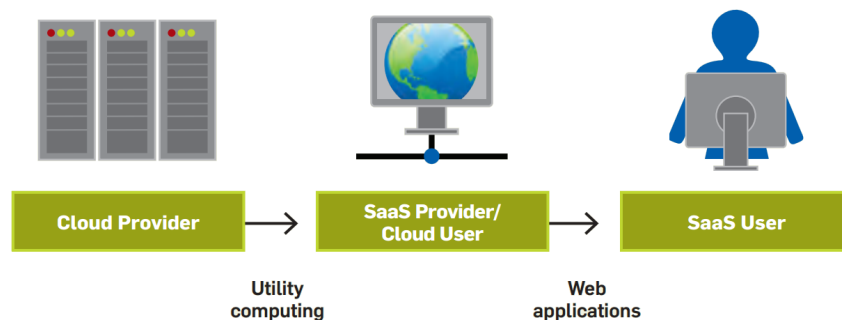 Cloud Provider
SaaS Provider/
Cloud User
SaaS User
Utility
computing
Web
applications